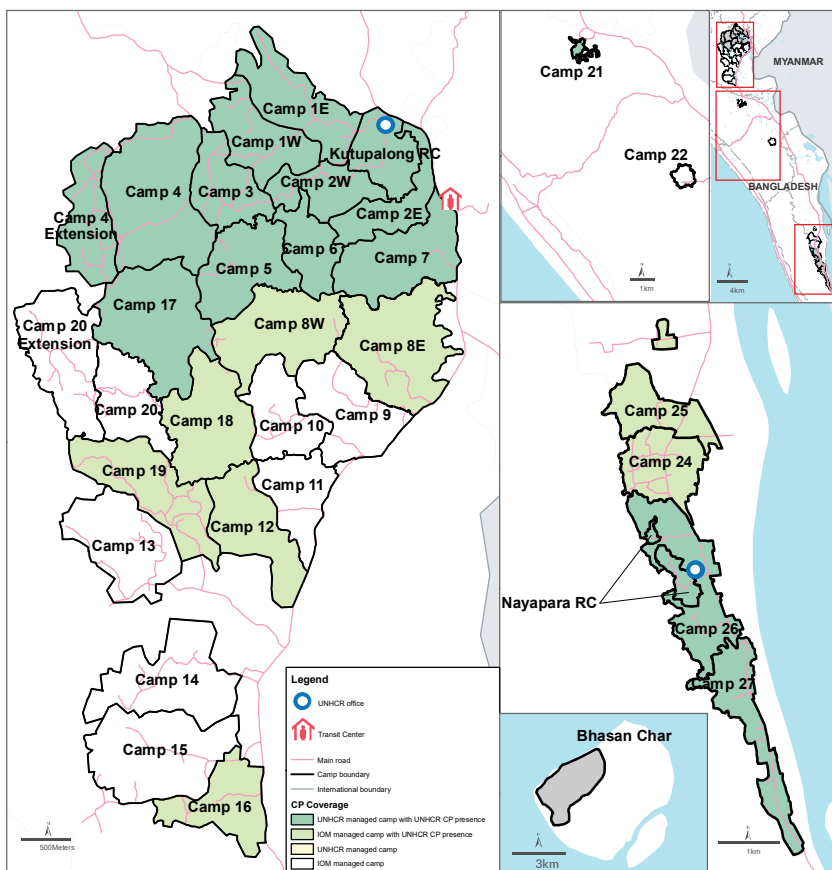 Camp 1E
Camp 1W
Kutupalong RC
Camp 4
Camp 3
Camp 2W
Camp 4
Extension
Camp 2E
Camp 6
Camp 7
Camp 5
Camp 17
Camp 20
Extension
Camp 8W
Camp 8E
Camp 20
Camp 18
Camp 10
Camp 9
Camp 19
Camp 11
Camp 12
Camp 13
Camp 14
Camp 15
Camp 16
500Meters
Legend
UNHCR office
Transit Center
Main road
Camp boundary
International boundary
CP Coverage
UNHCR managed camp with UNHCR CP presence
IOM managed camp with UNHCR CP presence
UNHCR managed camp
IOM managed camp
Camp 21
Camp 22
1km
MYANMAR
BANGLADESH
4km
Camp 25
Camp 24
Nayapara RC
Camp 26
Camp 27
1km
Bhasan Char
3km